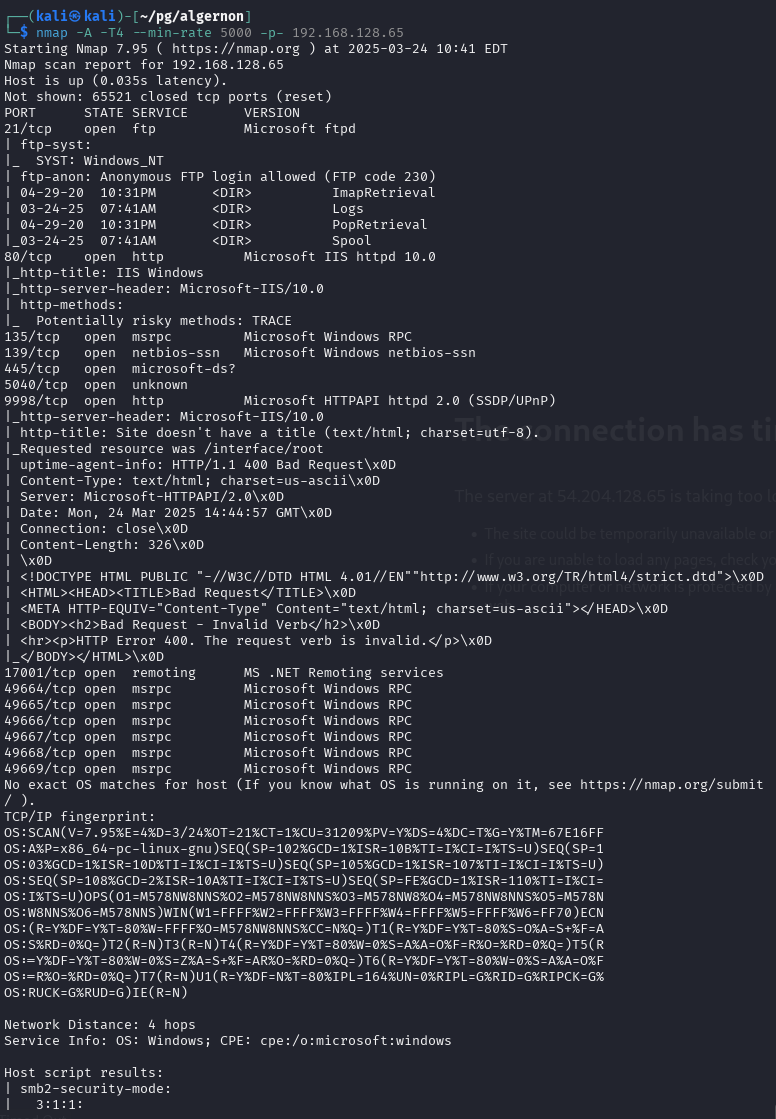 ┌──(kali㉿kali)-[~/pg/algernon]
└─$ nmap -A -T4 --min-rate 5000 -p- 192.168.128.65
Starting Nmap 7.95 ( https://nmap.org ) at 2025-03-24 10:41 EDT
Nmap scan report for 192.168.128.65
Host is up (0.035s latency).
Not shown: 65521 closed tcp ports (reset)
PORT      STATE SERVICE       VERSION
21/tcp    open  ftp           Microsoft ftpd
| ftp-syst:
|_  SYST: Windows_NT
| ftp-anon: Anonymous FTP login allowed (FTP code 230)
| 04-29-20  10:31PM       <DIR>          ImapRetrieval
| 03-24-25  07:41AM       <DIR>          Logs
| 04-29-20  10:31PM       <DIR>          PopRetrieval
|_03-24-25  07:41AM       <DIR>          Spool
80/tcp    open  http          Microsoft IIS httpd 10.0
|_http-title: IIS Windows
|_http-server-header: Microsoft-IIS/10.0
| http-methods:
|_  Potentially risky methods: TRACE
135/tcp   open  msrpc         Microsoft Windows RPC
139/tcp   open  netbios-ssn   Microsoft Windows netbios-ssn
445/tcp   open  microsoft-ds?
5040/tcp  open  unknown
9998/tcp  open  http          Microsoft HTTPAPI httpd 2.0 (SSDP/UPnP)
|_http-server-header: Microsoft-IIS/10.0
| http-title: Site doesn't have a title (text/html; charset=utf-8).
|_Requested resource was /interface/root
| uptime-agent-info: HTTP/1.1 400 Bad Request\x0D
| Content-Type: text/html; charset=us-ascii\x0D
| Server: Microsoft-HTTPAPI/2.0\x0D
| Date: Mon, 24 Mar 2025 14:44:57 GMT\x0D
| Connection: close\x0D
| Content-Length: 326\x0D
| \x0D
| <!DOCTYPE HTML PUBLIC "-//W3C//DTD HTML 4.01//EN""http://www.w3.org/TR/html4/strict.dtd">\x0D
| <HTML><HEAD><TITLE>Bad Request</TITLE>\x0D
| <META HTTP-EQUIV="Content-Type" Content="text/html; charset=us-ascii"></HEAD>\x0D
| <BODY><h2>Bad Request - Invalid Verb</h2>\x0D
| <hr><p>HTTP Error 400. The request verb is invalid.</p>\x0D
|_</BODY></HTML>\x0D
17001/tcp open  remoting      MS .NET Remoting services
49664/tcp open  msrpc         Microsoft Windows RPC
49665/tcp open  msrpc         Microsoft Windows RPC
49666/tcp open  msrpc         Microsoft Windows RPC
49667/tcp open  msrpc         Microsoft Windows RPC
49668/tcp open  msrpc         Microsoft Windows RPC
49669/tcp open  msrpc         Microsoft Windows RPC
No exact OS matches for host (If you know what OS is running on it, see https://nmap.org/submit
/ ).
TCP/IP fingerprint:
OS:SCAN(V=7.95%E=4%D=3/24%OT=21%CT=1%CU=31209%PV=Y%DS=4%DC=T%G=Y%TM=67E16FF
OS:A%P=x86_64-pc-linux-gnu)SEQ(SP=102%GCD=1%ISR=10B%TI=I%CI=I%TS=U)SEQ(SP=1
OS:03%GCD=1%ISR=10D%TI=I%CI=I%TS=U)SEQ(SP=105%GCD=1%ISR=107%TI=I%CI=I%TS=U)
OS:SEQ(SP=108%GCD=2%ISR=10A%TI=I%CI=I%TS=U)SEQ(SP=FE%GCD=1%ISR=110%TI=I%CI=
OS:I%TS=U)OPS(O1=M578NW8NNS%O2=M578NW8NNS%O3=M578NW8%O4=M578NW8NNS%O5=M578N
OS:W8NNS%O6=M578NNS)WIN(W1=FFFF%W2=FFFF%W3=FFFF%W4=FFFF%W5=FFFF%W6=FF70)ECN
OS:(R=Y%DF=Y%T=80%W=FFFF%O=M578NW8NNS%CC=N%Q=)T1(R=Y%DF=Y%T=80%S=O%A=S+%F=A
OS:S%RD=0%Q=)T2(R=N)T3(R=N)T4(R=Y%DF=Y%T=80%W=0%S=A%A=O%F=R%O=%RD=0%Q=)T5(R
OS:=Y%DF=Y%T=80%W=0%S=Z%A=S+%F=AR%O=%RD=0%Q=)T6(R=Y%DF=Y%T=80%W=0%S=A%A=O%F
OS:=R%O=%RD=0%Q=)T7(R=N)U1(R=Y%DF=N%T=80%IPL=164%UN=0%RIPL=G%RID=G%RIPCK=G%
OS:RUCK=G%RUD=G)IE(R=N)

Network Distance: 4 hops
Service Info: OS: Windows; CPE: cpe:/o:microsoft:windows

Host script results:
| smb2-security-mode:
|   3:1:1:
The connection has ti
The server at 54.204.128.65 is taking too lo
The site could be temporarily unavailable or
If you are unable to load any pages, check yo
If your computer or network is protected by